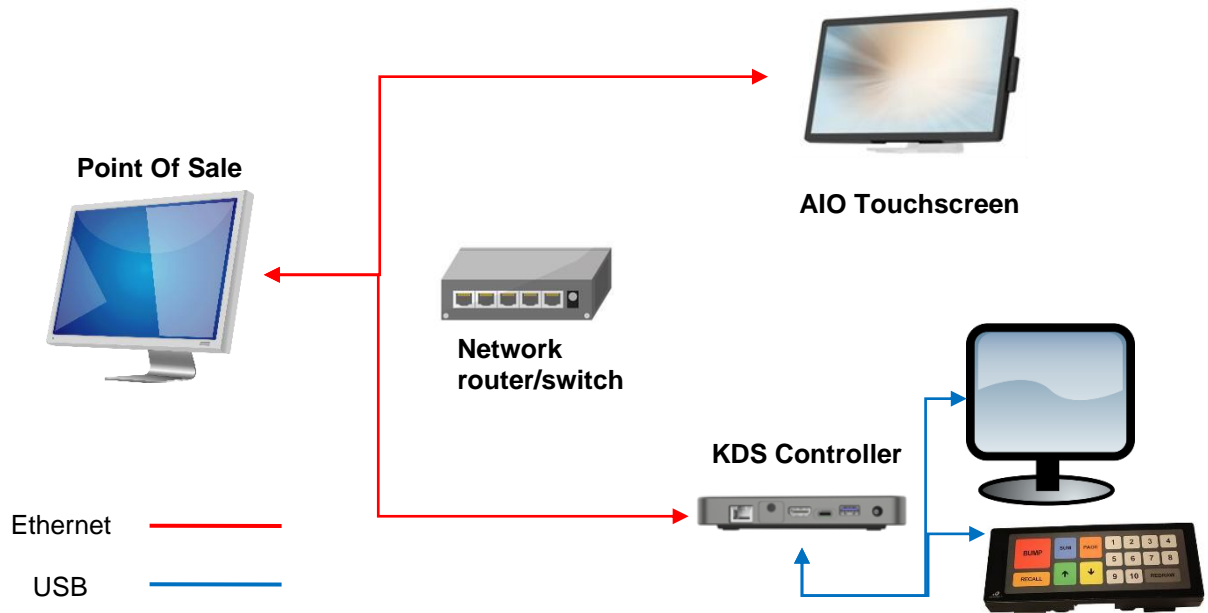 Point Of Sale
AIO Touchscreen
Network
router/switch
KDS Controller
Ethernet
USB
BUMP
SUM
PAGE
1
2
3
4
5
6
7
8
RECALL
↑
↓
9
10